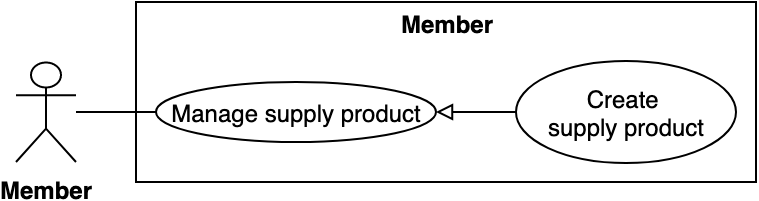 Member
Manage supply product
Create
supply product
Member